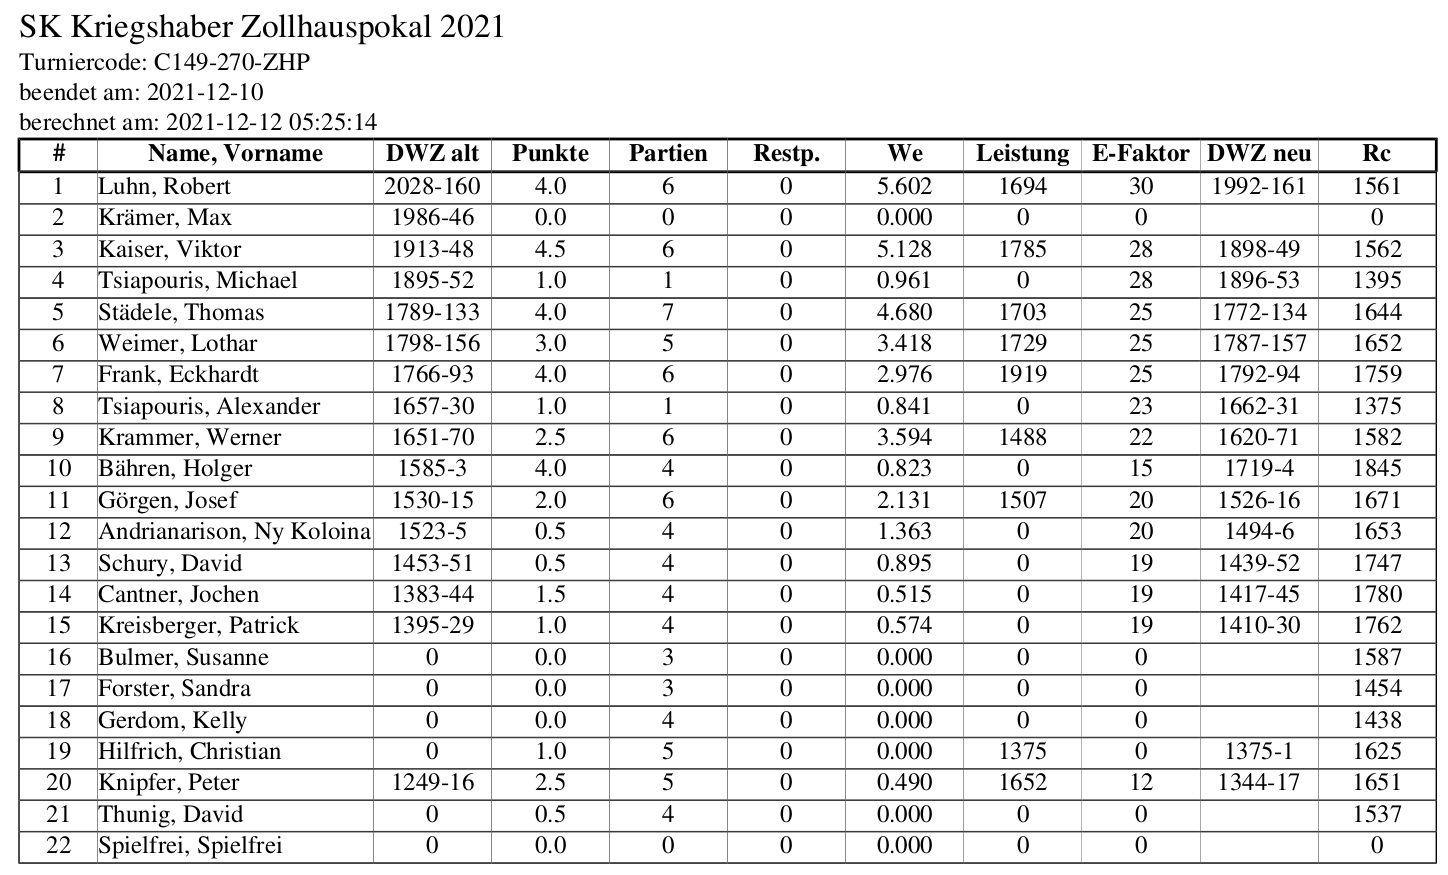 SK Kriegshaber Zollhauspokal 2021
Turniercode: C149-270-ZHP
beendet am: 2021-12-10
berechnet am: 2021-12-12 05:25:14
# Name, Vorname DWZ alt Punkte Partien Restp. We Leistung E-Faktor DWZ neu Rc
1 Luhn, Robert 2028-160 4.0 6 0 5.602 1694 30 1992-161 1561
2 Krämer, Max 1986-46 0.0 0 0 0.000 0 0 0
3 Kaiser, Viktor 1913-48 4.5 6 0 5.128 1785 28 1898-49 1562
4 Tsiapouris, Michael 1895-52 1.0 1 0 0.961 0 28 1896-53 1395
5 Städele, Thomas 1789-133 4.0 7 0 4.680 1703 25 1772-134 1644
6 Weimer, Lothar 1798-156 3.0 5 0 3.418 1729 25 1787-157 1652
7 Frank, Eckhardt 1766-93 4.0 6 0 2.976 1919 25 1792-94 1759
8 Tsiapouris, Alexander 1657-30 1.0 1 0 0.841 0 23 1662-31 1375
9 Krammer, Werner 1651-70 2.5 6 0 3.594 1488 22 1620-71 1582
10 Bähren, Holger 1585-3 4.0 4 0 0.823 0 15 1719-4 1845
11 Görgen, Josef 1530-15 2.0 6 0 2.131 1507 20 1526-16 1671
12 Andrianarison, Ny Koloina 1523-5 0.5 4 0 1.363 0 20 1494-6 1653
13 Schury, David 1453-51 0.5 4 0 0.895 0 19 1439-52 1747
14 Cantner, Jochen 1383-44 1.5 4 0 0.515 0 19 1417-45 1780
15 Kreisberger, Patrick 1395-29 1.0 4 0 0.574 0 19 1410-30 1762
16 Bulmer, Susanne 0 0.0 3 0 0.000 0 0 1587
17 Forster, Sandra 0 0.0 3 0 0.000 0 0 1454
18 Gerdom, Kelly 0 0.0 4 0 0.000 0 0 1438
19 Hilfrich, Christian 0 1.0 5 0 0.000 1375 0 1375-1 1625
20 Knipfer, Peter 1249-16 2.5 5 0 0.490 1652 12 1344-17 1651
21 Thunig, David 0 0.5 4 0 0.000 0 0 1537
22 Spielfrei, Spielfrei 0 0.0 0 0 0.000 0 0 0